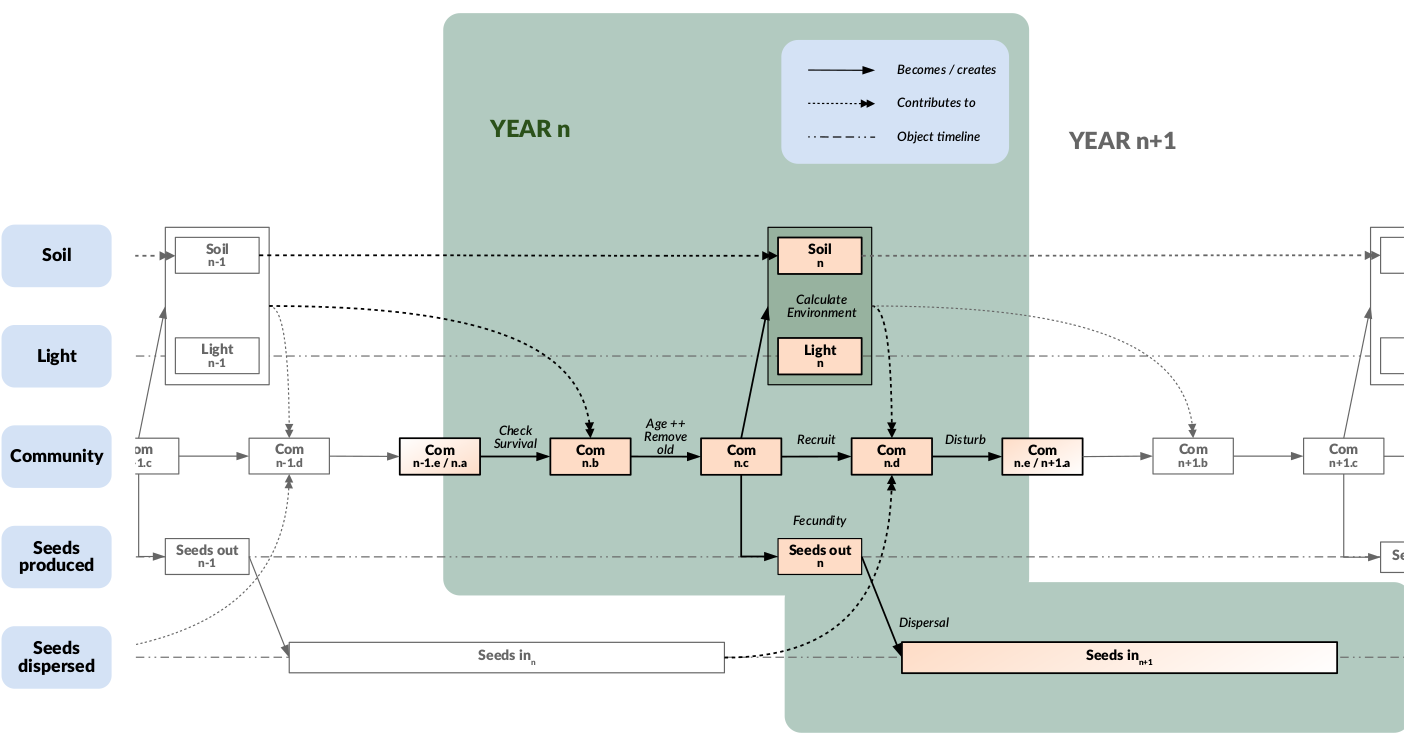 Becomes / creates
Contributes to
Object timeline
YEAR n
YEAR n+1
Soil
Soil
n-1
Soil
n
Calculate
Environment
Light
Light
n-1
Light
n
Community
om
-1.c
Com
n-1.d
Com
n-1.e / n.a
Check
Survival
Com
n.b
Age ++
Remove
old
Com
n.c
Recruit
Com
n.d
Disturb
Com
n.e / n+1.a
Com
n+1.b
Com
n+1.c
Fecundity
Seeds
produced
Seeds out
n-1
Seeds out
n
Se
Dispersal
Seeds
dispersed
Seeds in n
Seeds in n+1